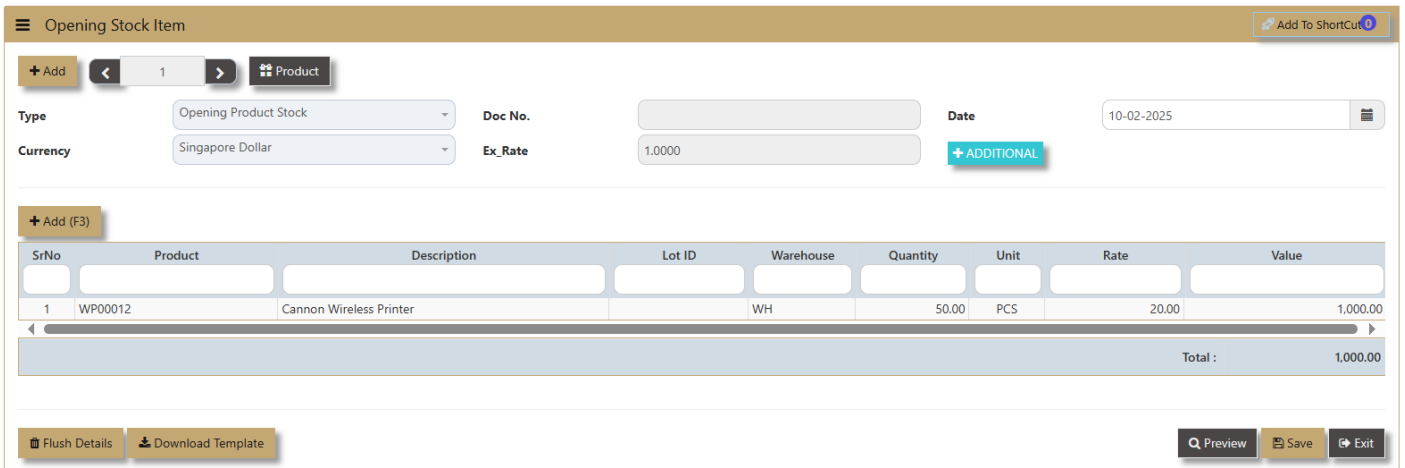 Opening Stock Item
Add To ShortCut 0
Add 1 Product
Type Opening Product Stock Doc No. Date 10-02-2025
Currency Singapore Dollar Ex_Rate 1.0000 + ADDITIONAL
Add (F3)
SrNo Product Description Lot ID Warehouse Quantity Unit Rate Value
1 WP00012 Cannon Wireless Printer WH 50.00 PCS 20.00 1,000.00
Total : 1,000.00
Flush Details Download Template Preview Save Exit